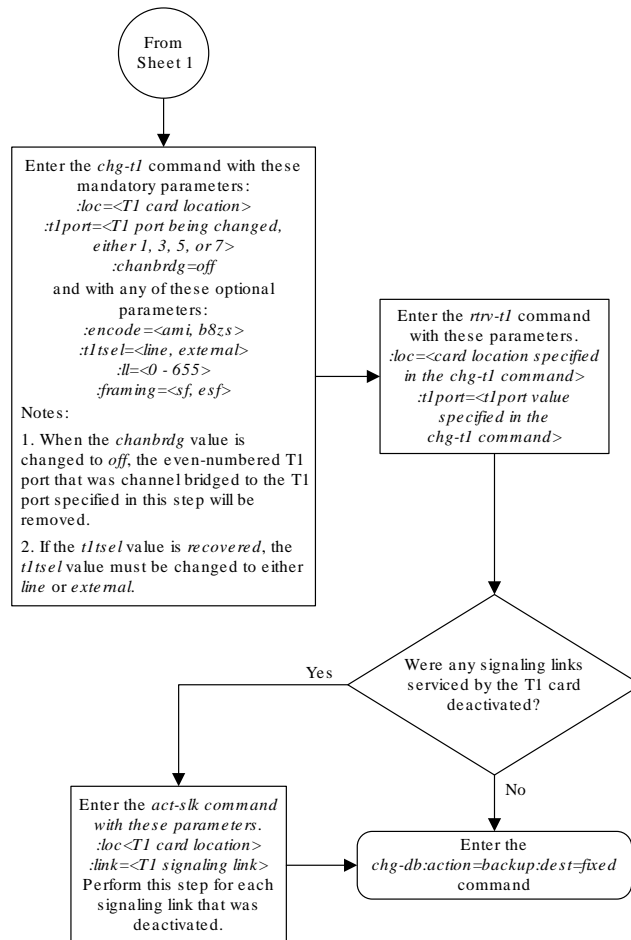 From
Sheet 1
Enter the chg-t1 command with these
mandatory parameters:
:loc=<T1 card location>
:t1port=<T1 port being changed,
either 1, 3, 5, or 7>
:chanbrdg=off
and with any of these optional
parameters:
:encode=<ami, b8zs>
:t1tsel=<line, external>
:ll=<0 - 655>
:framing=<sf, esf>
Notes:
1. When the chanbrdg value is
changed to off, the even-numbered T1
port that was channel bridged to the T1
port specified in this step will be
removed.
2. If the t1tsel value is recovered, the
t1tsel value must be changed to either
line or external.
Enter the rtrv-t1 command
with these parameters.
:loc=<card location specified
in the chg-t1 command>
:t1port=<t1port value
specified in the
chg-t1 command>
Were any signaling links
serviced by the T1 card
deactivated?
Yes
No
Enter the act-slk command
with these parameters.
:loc<T1 card location>
:link=<T1 signaling link>
Perform this step for each
signaling link that was
deactivated.
Enter the
chg-db:action=backup:dest=fixed
command